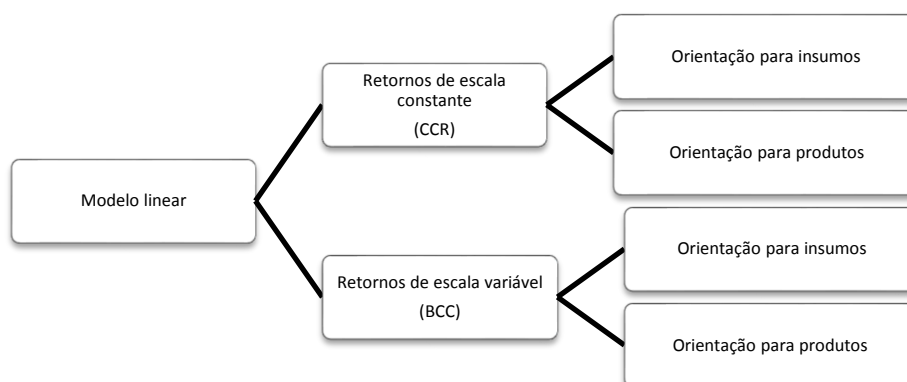 Modelo linear
Retornos de escala
constante
(CCR)
Orientação para insumos
Orientação para produtos
Retornos de escala variável
(BCC)
Orientação para insumos
Orientação para produtos